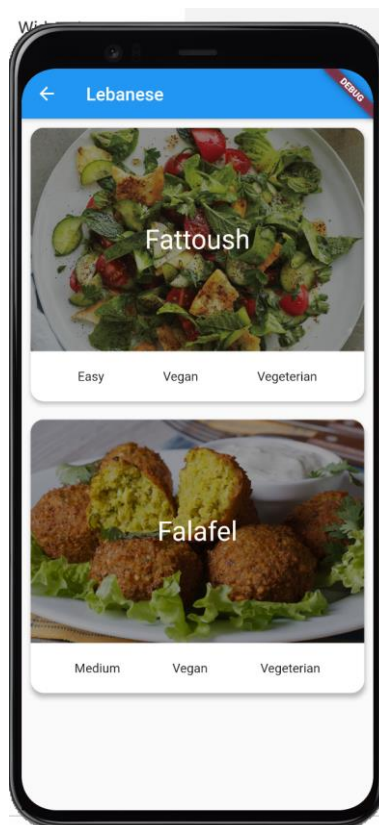 DEBUG
Lebanese
Fattoush
Easy Vegan Vegeterian
Falafel
Medium Vegan Vegeterian